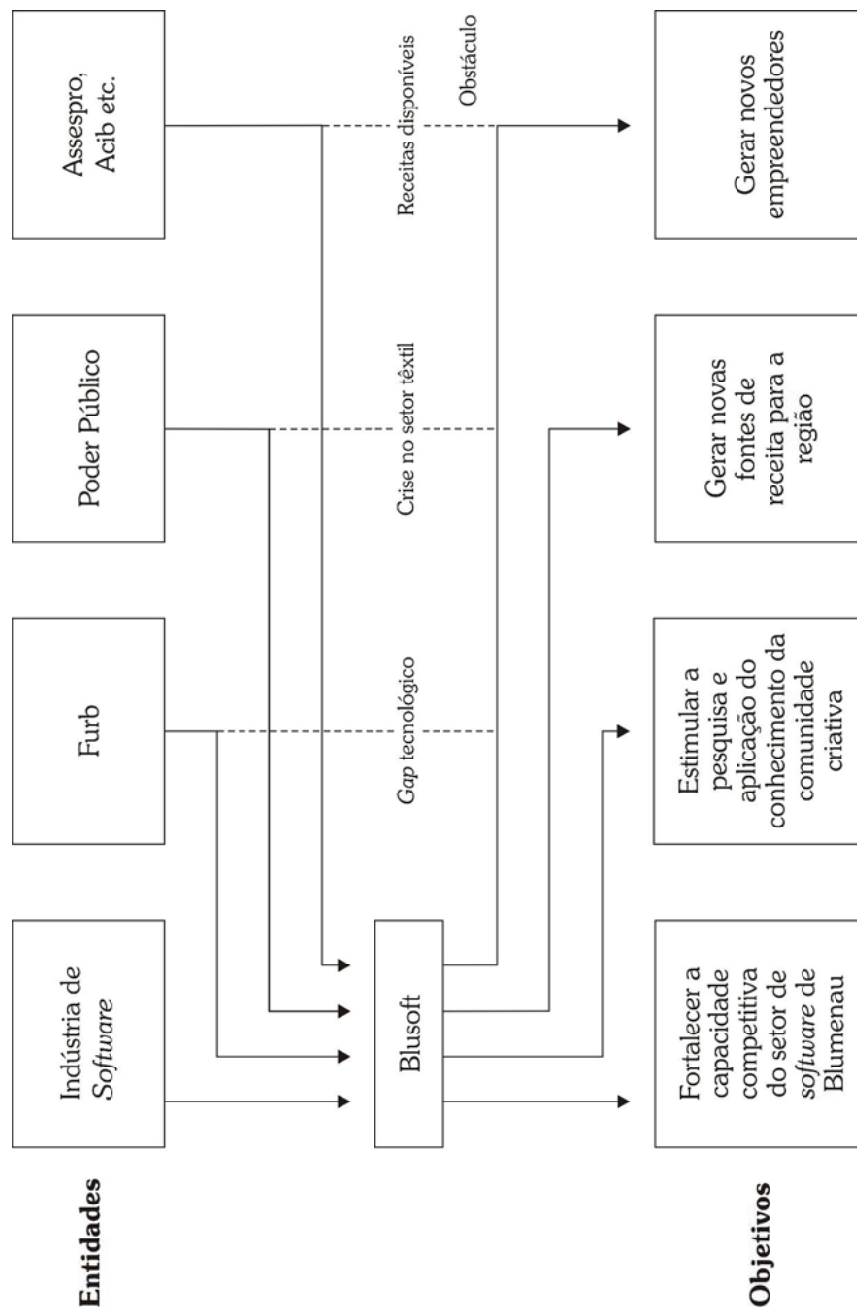 Entidades
Indústria de
Software
Furb
Poder Público
Assespro,
Acib etc.
Gap tecnológico
Crise no setor têxtil
Receitas disponíveis
Obstáculo
Blusoft
Objetivos
Fortalecer a
capacidade
competitiva
do setor de
software de
Blumenau
Estimular a
pesquisa e
aplicação do
conhecimento da
comunidade
criativa
Gerar novas
fontes de
receita para a
região
Gerar novos
empreendedores